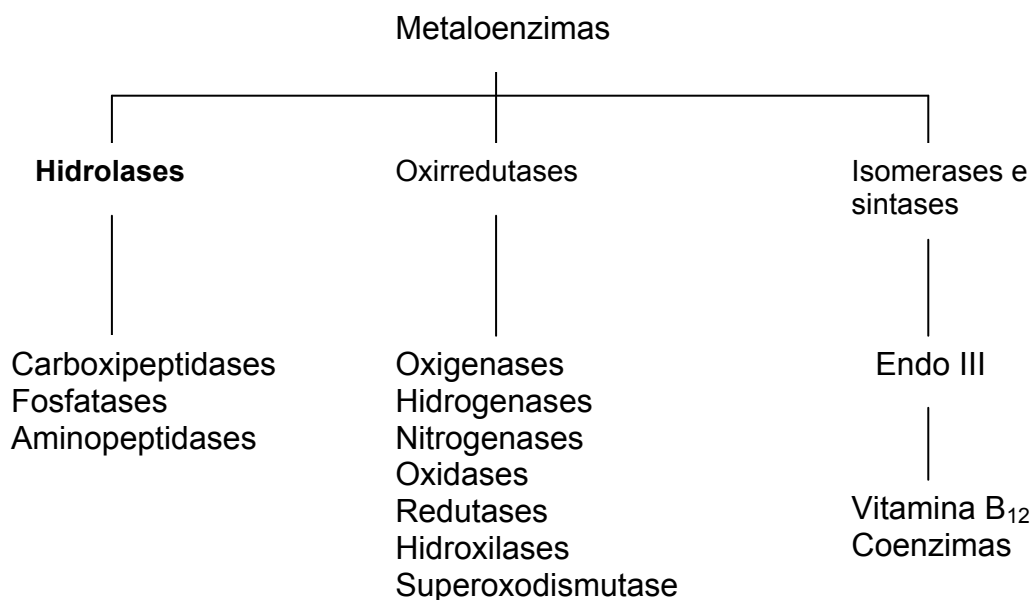 Metaloenzimas
Hidrolases
Oxirredutases
Isomerases e
sintases
Carboxipeptidases
Fosfatases
Aminopeptidases
Oxigenases
Hidrogenases
Nitrogenases
Oxidases
Redutases
Hidroxilases
Superoxodismutase
Endo III
Vitamina B₁₂
Coenzimas